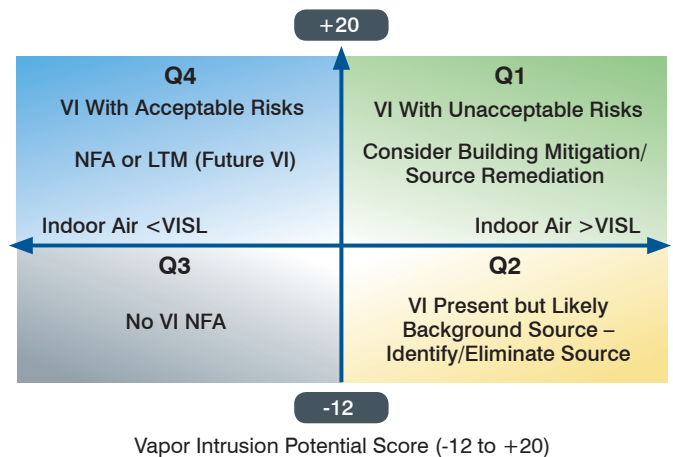 +20
Q4
VI With Acceptable Risks
NFA or LTM (Future VI)
Indoor Air <VISL
Q1
VI With Unacceptable Risks
Consider Building Mitigation/
Source Remediation
Indoor Air >VISL
Q3
No VI NFA
Q2
VI Present but Likely
Background Source –
Identify/Eliminate Source
-12
Vapor Intrusion Potential Score (-12 to +20)